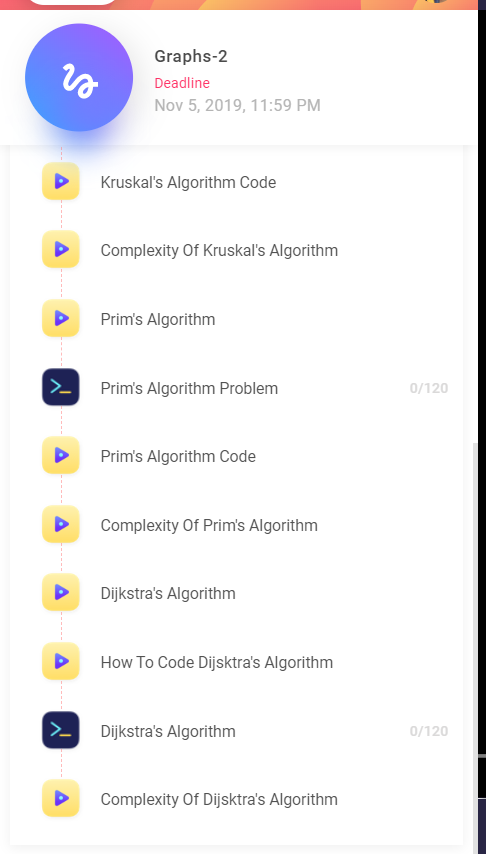 Graphs-2
Deadline
Nov 5, 2019, 11:59 PM
Kruskal's Algorithm Code
Complexity Of Kruskal's Algorithm
Prim's Algorithm
Prim's Algorithm Problem 0/120
Prim's Algorithm Code
Complexity Of Prim's Algorithm
Dijkstra's Algorithm
How To Code Dijsktra's Algorithm
Dijkstra's Algorithm 0/120
Complexity Of Dijsktra's Algorithm